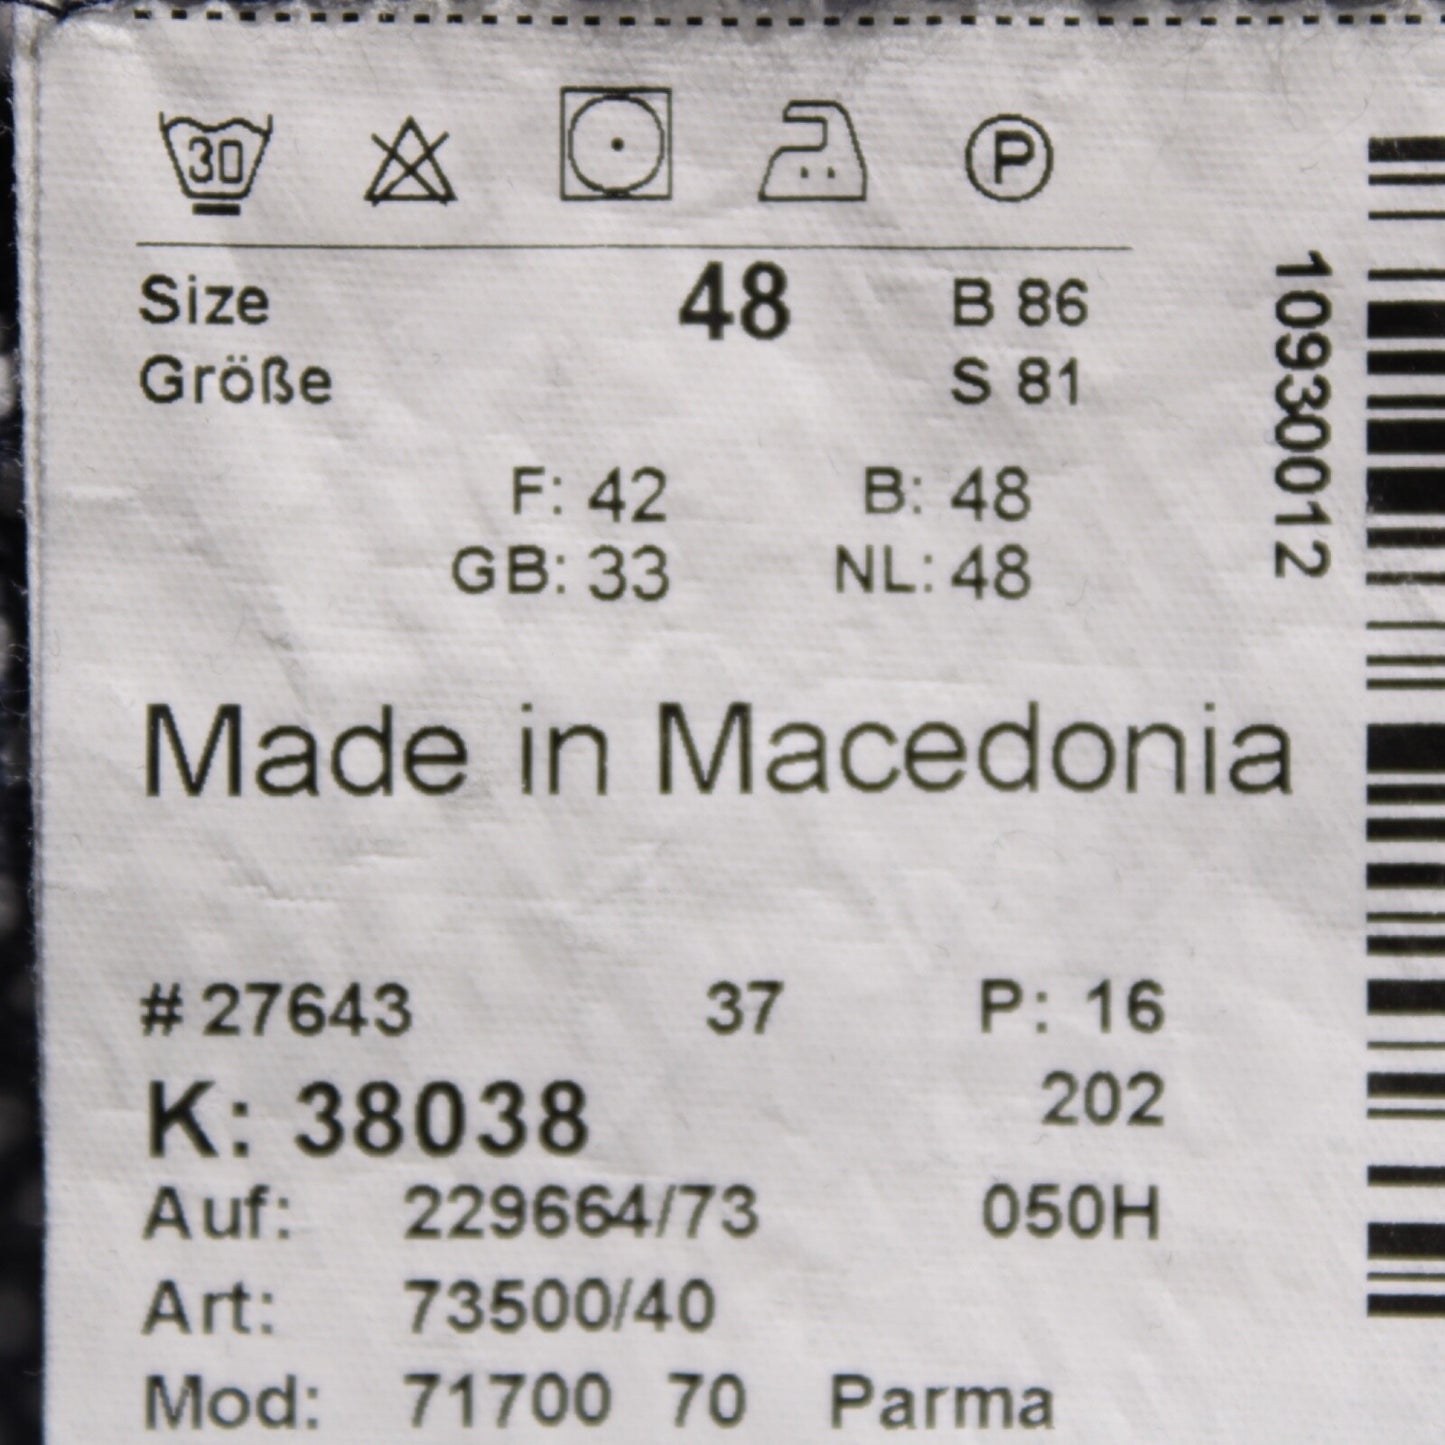 30
P
Size 48 B 86
Größe S 81
F: 42 B: 48
GB: 33 NL: 48
Made in Macedonia
# 27643 37 P: 16
K: 38038 202
Auf: 229664/73 050H
Art: 73500/40
Mod: 71700 70 Parma
10930012